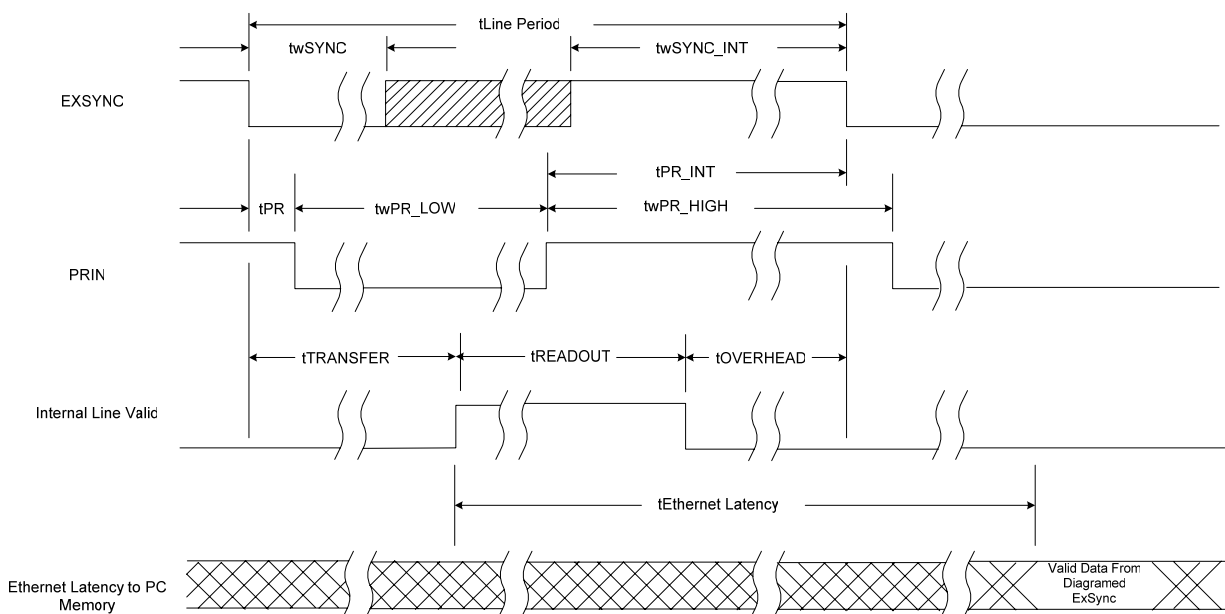 tLine Period
twSYNC
twSYNC_INT
EXSYNC
tPR_INT
tPR
twPR_LOW
twPR_HIGH
PRIN
tTRANSFER
tREADOUT
tOVERHEAD
Internal Line Valid
tEthernet Latency
Ethernet Latency to PC
Memory
Valid Data From
Diagramed
ExSync